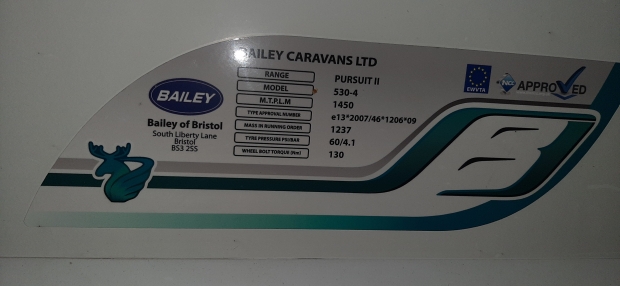 BAILEY CARAVANS LTD
RANGE PURSUIT II
MODEL 530-4
M.T.P.L.M 1450
TYPE APPROVAL NUMBER e13*2007/46*1206*09
MASS IN RUNNING ORDER 1237
TYRE PRESSURE PSI/BAR 60/4.1
WHEEL BOLT TORQUE (Nm) 130
BAILEY
Bailey of Bristol
South Liberty Lane
Bristol
BS3 2SS
EWVTA
NCC APPROVED